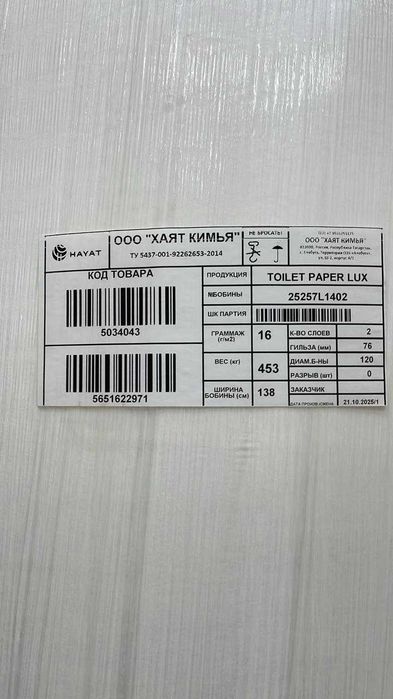 HAYAT
ООО "ХАЯТ КИМЬЯ"
ТУ 5437-001-92262653-2014
НЕ БРОСАТЬ!
ООО "ХАЯТ КИМЬЯ"
КОД ТОВАРА
5034043
5651622971
ПРОДУКЦИЯ TOILET PAPER LUX
№БОБИНЫ 25257L1402
ШК ПАРТИЯ
ГРАММАЖ (г/м2) 16
К-ВО СЛОЕВ 2
ГИЛЬЗА (мм) 76
ВЕС (кг) 453
ДИАМ.Б-НЫ 120
РАЗРЫВ (шт) 0
ШИРИНА БОБИНЫ (см) 138
ЗАКАЗЧИК
21.10.2025/1